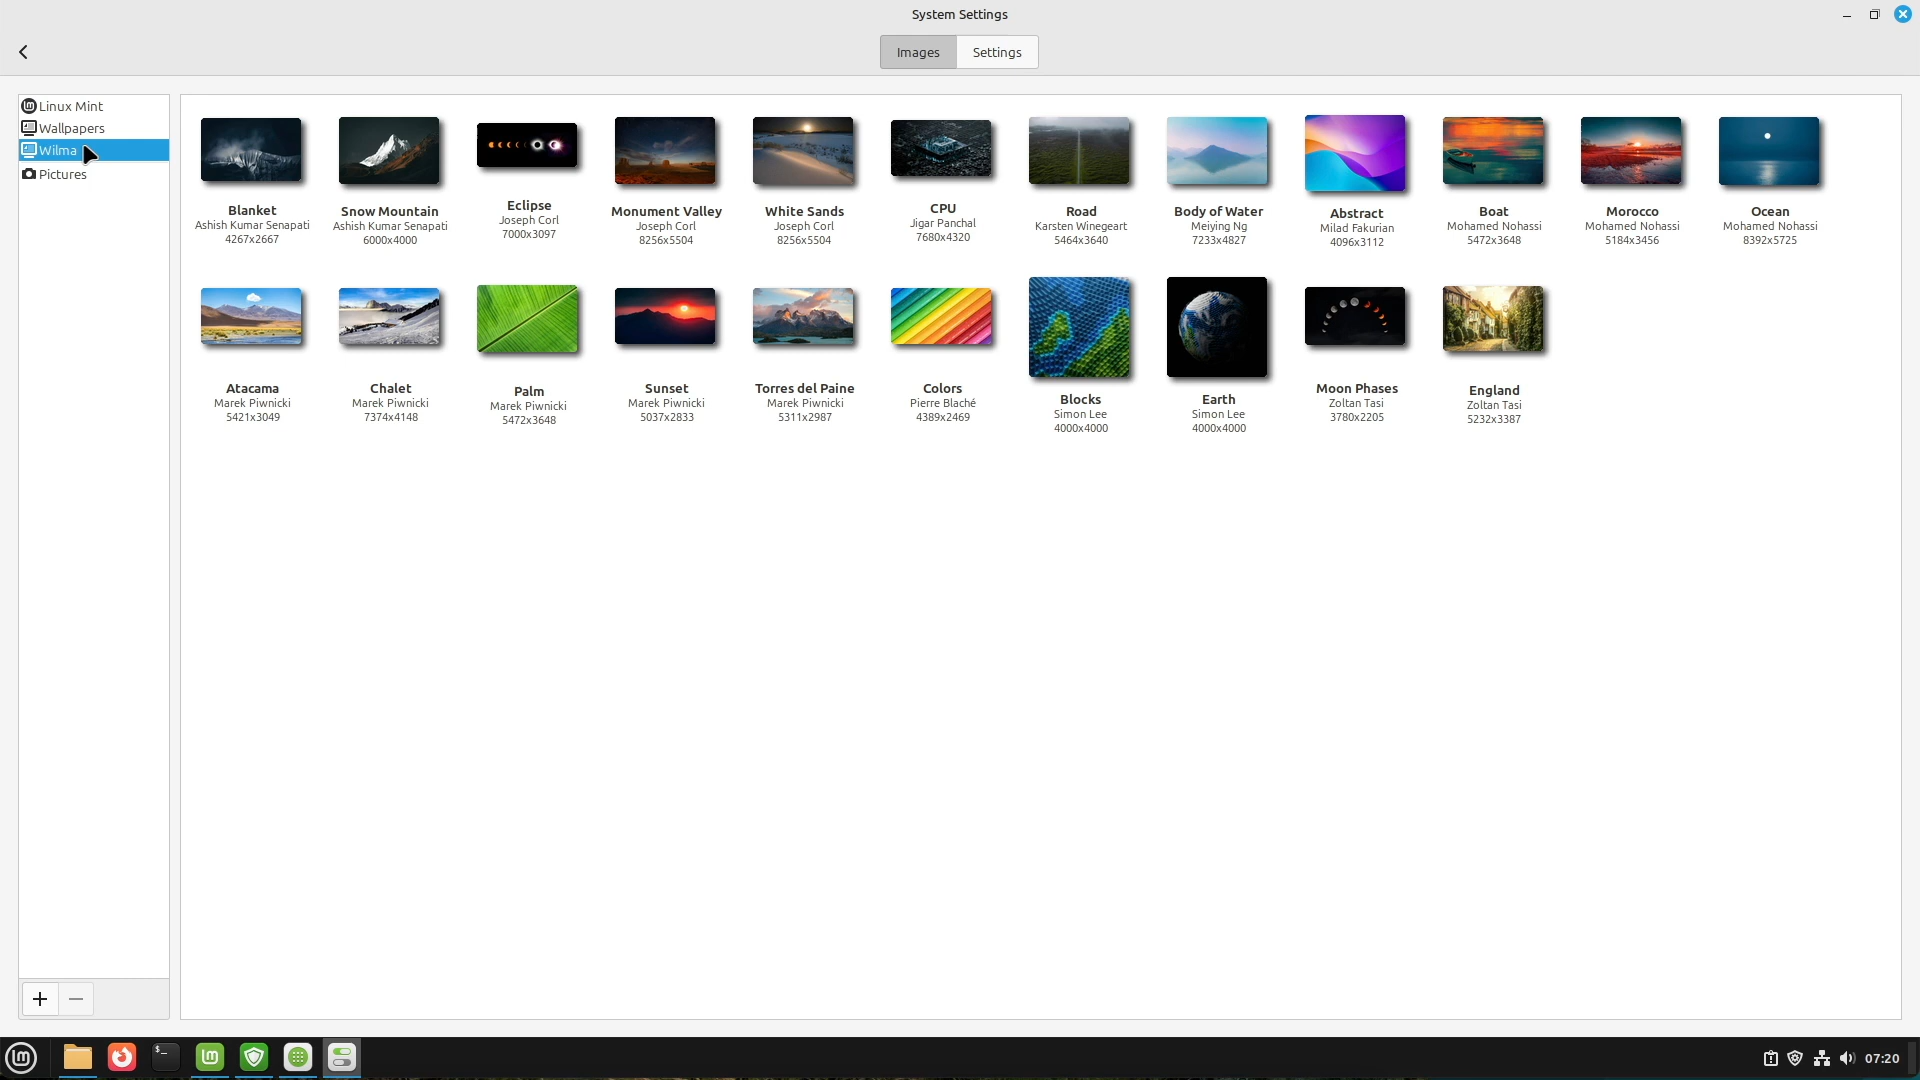 System Settings
Images
Settings
Linux Mint
Wallpapers
Wilma
Pictures
Blanket
Ashish Kumar Senapati
4267x2667
Snow Mountain
Ashish Kumar Senapati
6000x4000
Eclipse
Joseph Corl
7000x3097
Monument Valley
Joseph Corl
8256x5504
White Sands
Joseph Corl
8256x5504
CPU
Jigar Panchal
7680x4320
Road
Karsten Winegeart
5464x3640
Body of Water
Meiying Ng
7233x4827
Abstract
Milad Fakurian
4096x3112
Boat
Mohamed Nohassi
5472x3648
Morocco
Mohamed Nohassi
5184x3456
Ocean
Mohamed Nohassi
8392x5725
Atacama
Marek Piwnicki
5421x3049
Chalet
Marek Piwnicki
7374x4148
Palm
Marek Piwnicki
5472x3648
Sunset
Marek Piwnicki
5037x2833
Torres del Paine
Marek Piwnicki
5311x2987
Colors
Pierre Blaché
4389x2469
Blocks
Simon Lee
4000x4000
Earth
Simon Lee
4000x4000
Moon Phases
Zoltan Tasi
3780x2205
England
Zoltan Tasi
5232x3387
07:20